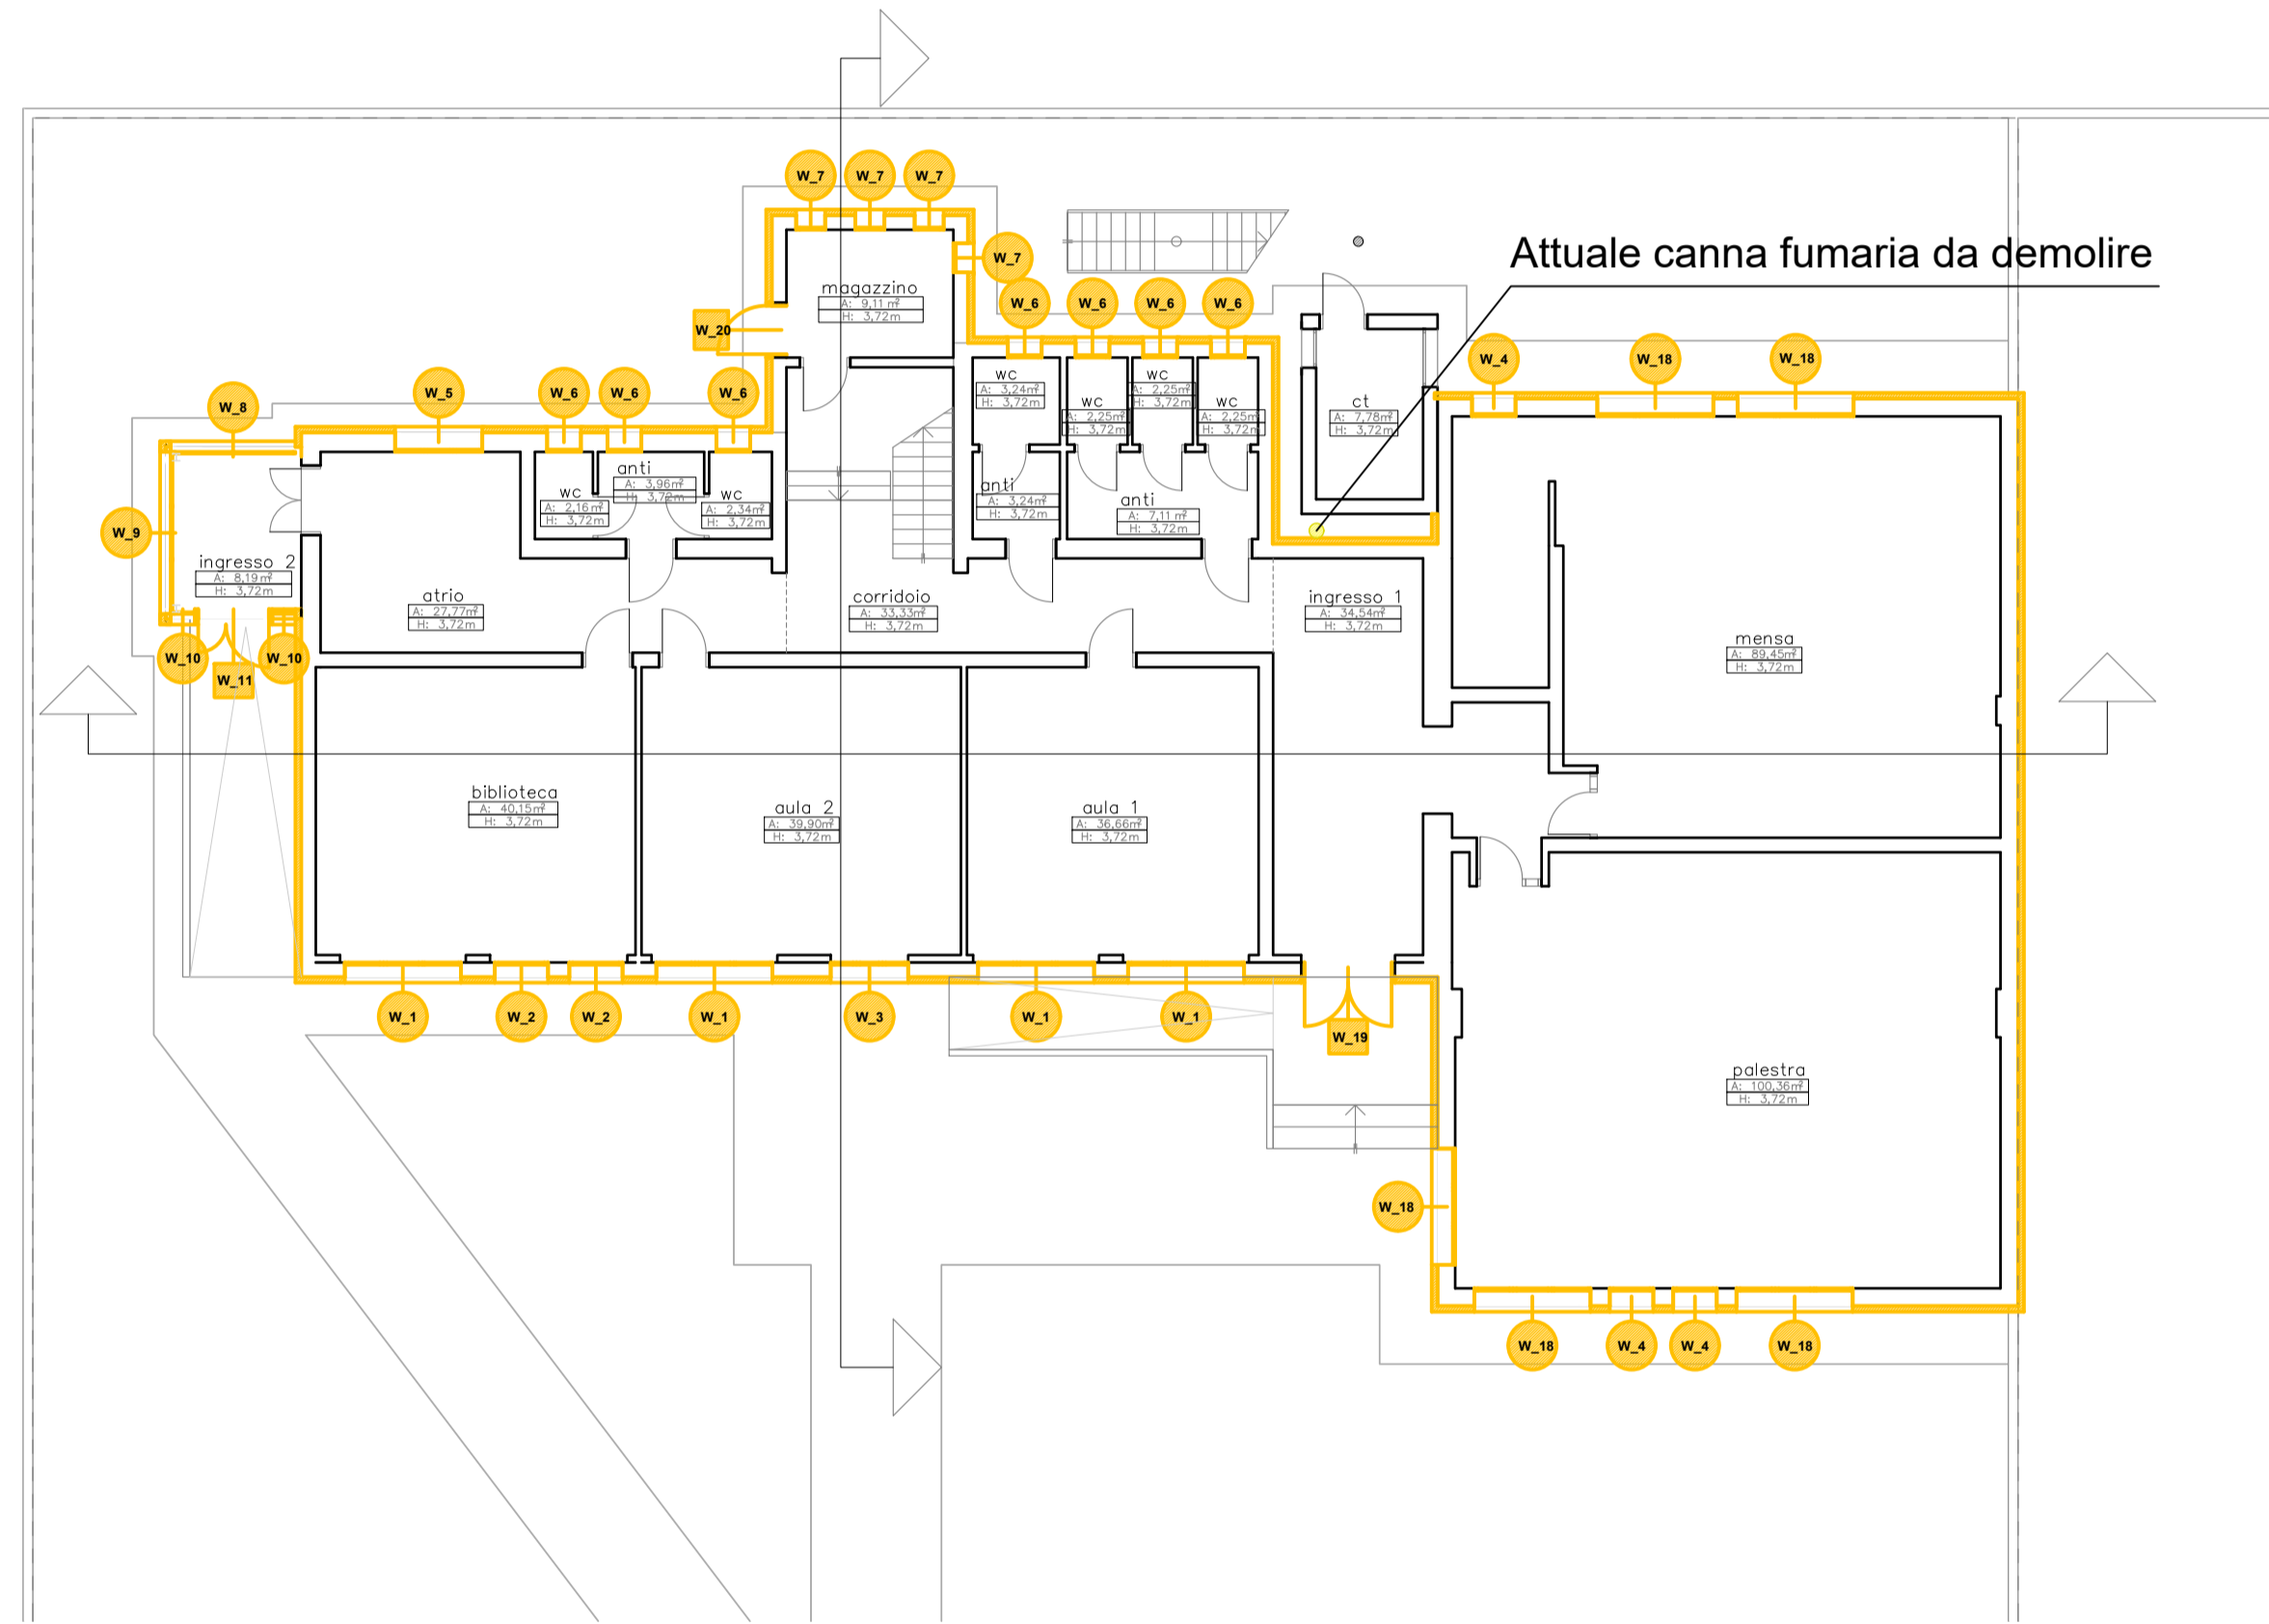 W_7 W_7 W_7
Attuale canna fumaria da demolire
W_7
magazzino
A: 9,11 m²
H: 3,72m
W_6 W_6 W_6 W_6
W_20
W_4 W_18 W_18
W_8 W_5 W_6 W_6 W_6
wc
A: 3,24m²
H: 3,72m
wc
A: 2,25m²
H: 3,72m
wc
A: 2,25m²
H: 3,72m
wc
A: 2,25m²
H: 3,72m
ct
A: 7,78m²
H: 3,72m
anti
A: 3,96m²
H: 3,72m
wc
A: 2,16m²
H: 3,72m
wc
A: 2,34m²
H: 3,72m
anti
A: 3,24m²
H: 3,72m
anti
A: 7,11 m²
H: 3,72m
W_9
ingresso 2
A: 8,19m²
H: 3,72m
atrio
A: 27,77m²
H: 3,72m
corridoio
A: 33,33m²
H: 3,72m
ingresso 1
A: 34,54m²
H: 3,72m
mensa
A: 89,45m²
H: 3,72m
W_10 W_10
W_11
biblioteca
A: 40,15m²
H: 3,72m
aula 2
A: 39,90m²
H: 3,72m
aula 1
A: 36,66m²
H: 3,72m
W_1 W_2 W_2 W_1 W_3 W_1 W_1
W_19
palestra
A: 100,36m²
H: 3,72m
W_18
W_18 W_4 W_4 W_18